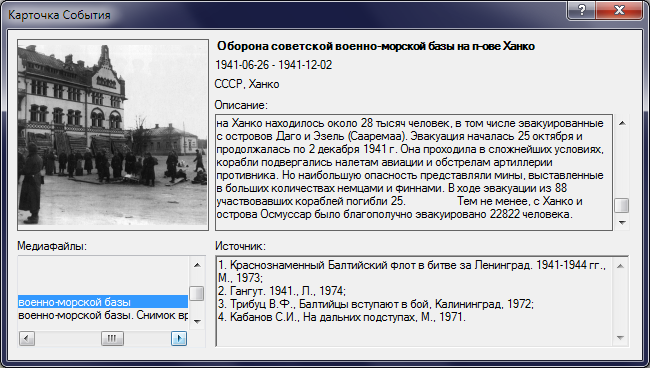 Карточка События
Оборона советской военно-морской базы на п-ове Ханко
1941-06-26 - 1941-12-02
СССР, Ханко
Описание:
на Ханко находилось около 28 тысяч человек, в том числе эвакуированные
с островов Даго и Эзель (Сааремаа). Эвакуация началась 25 октября и
продолжалась по 2 декабря 1941 г. Она проходила в сложнейших условиях,
корабли подвергались налетам авиации и обстрелам артиллерии
противника. Но наибольшую опасность представляли мины, выставленные
в больших количествах немцами и финнами. В ходе эвакуации из 88
участвовавших кораблей погибли 25. Тем не менее, с Ханко и
острова Осмуссар было благополучно эвакуировано 22822 человека.
Медиафайлы:
военно-морской базы
военно-морской базы. Снимок вр
Источник:
1. Краснознаменный Балтийский флот в битве за Ленинград. 1941-1944 гг.,
М., 1973;
2. Гангут. 1941., Л., 1974;
3. Трибуц В.Ф., Балтийцы вступают в бой, Калининград, 1972;
4. Кабанов С.И., На дальних подступах, М., 1971.